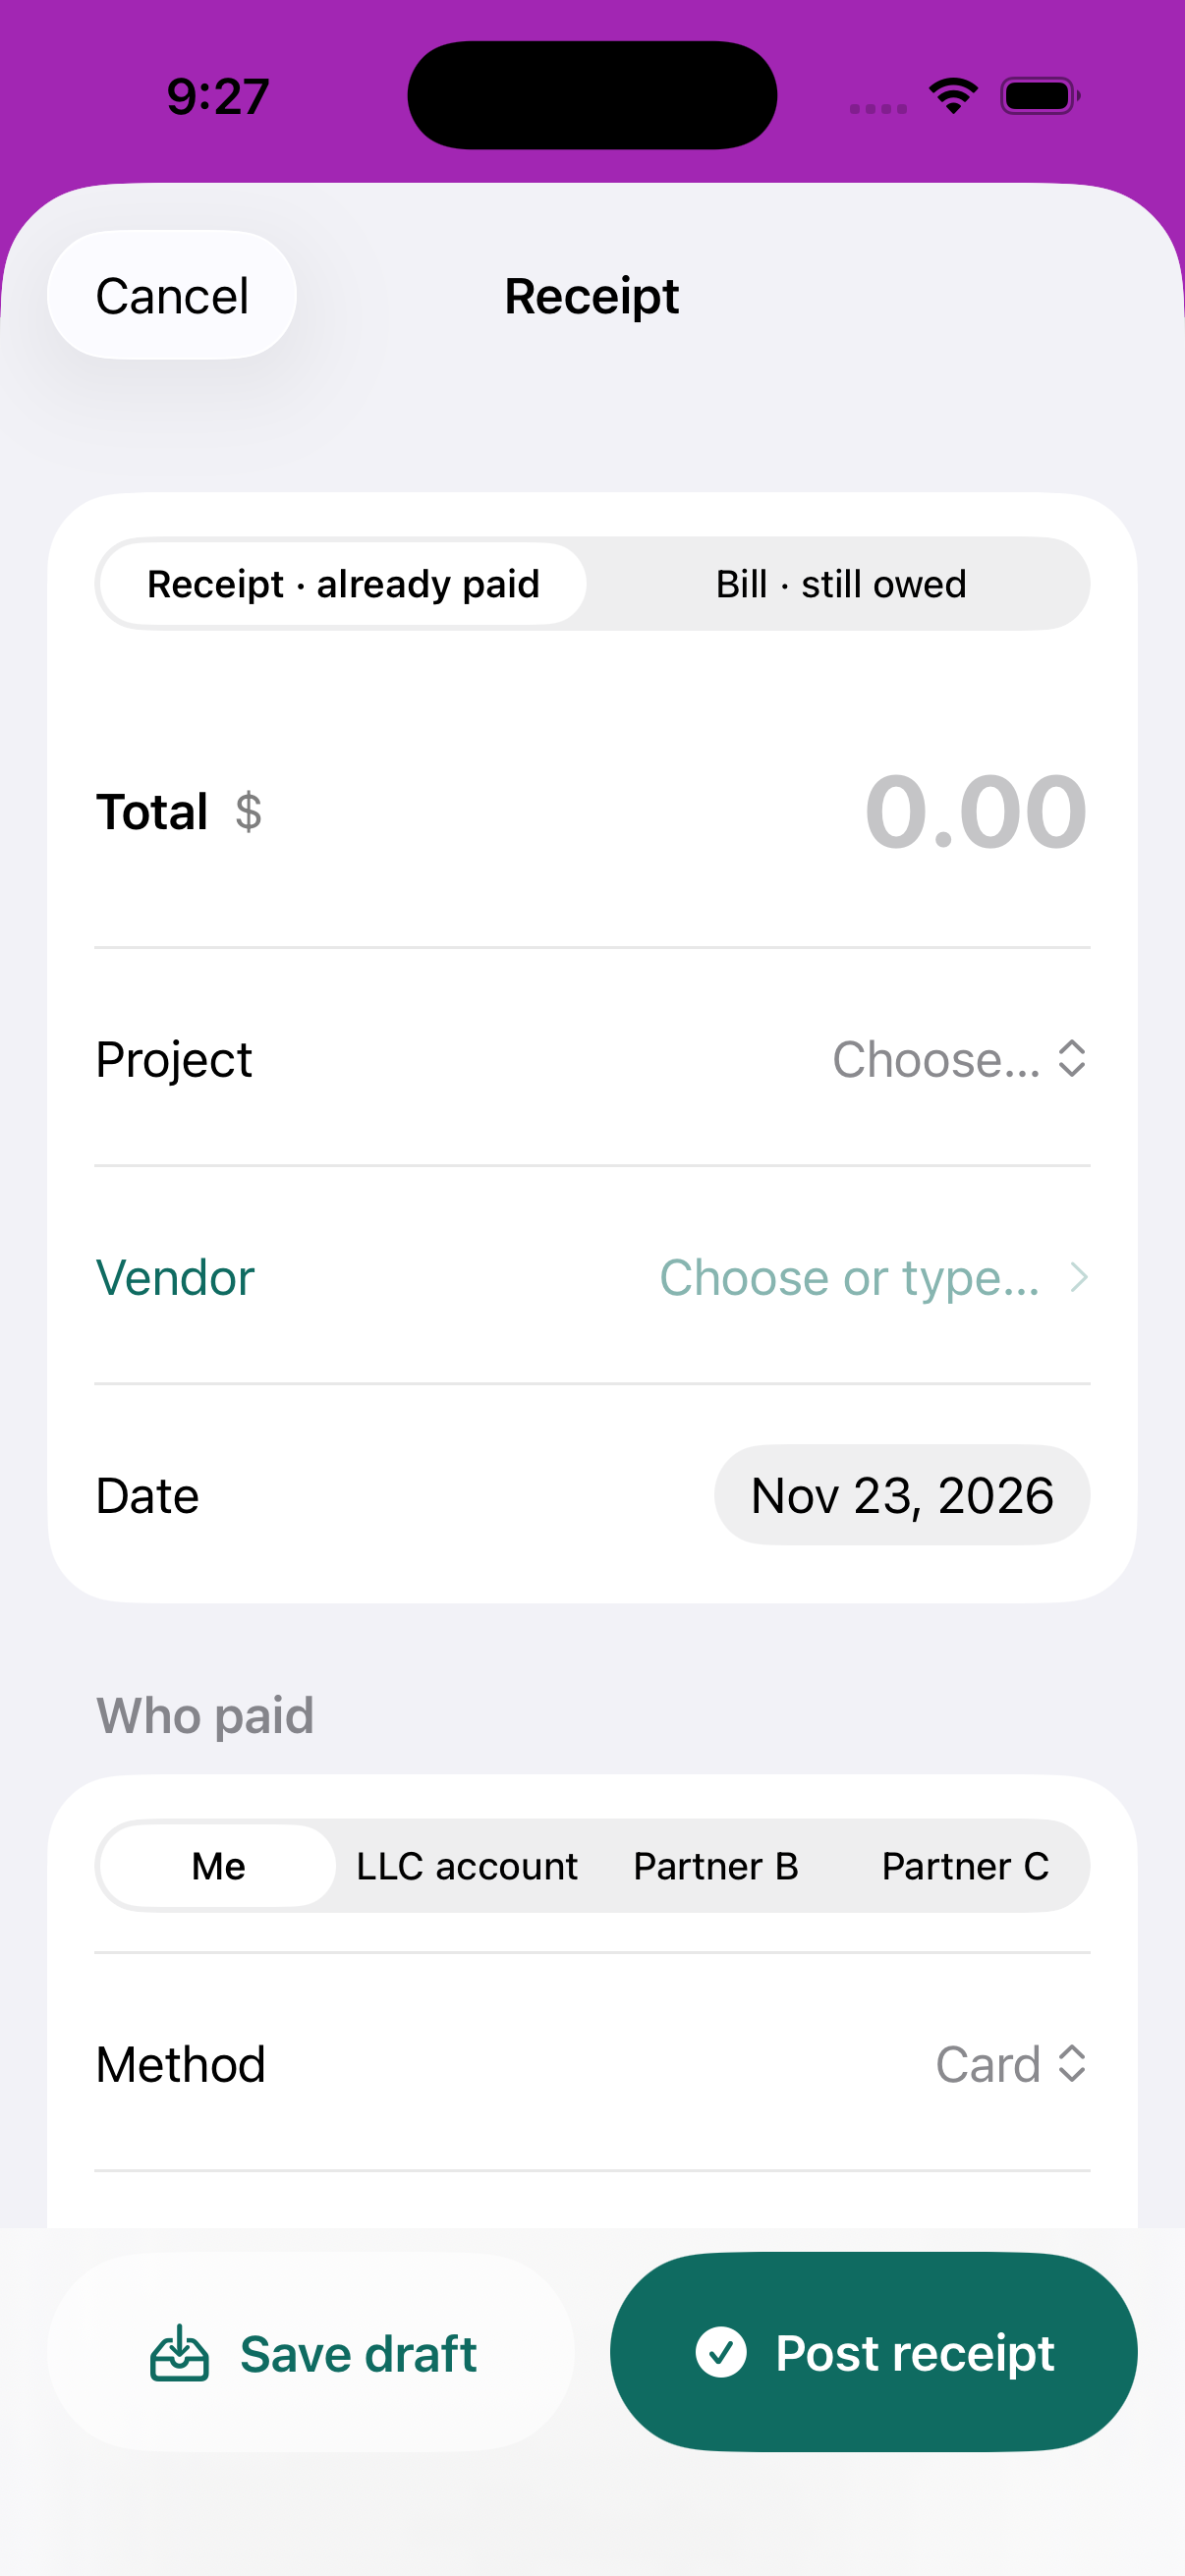 9:27
Cancel
Receipt
Receipt · already paid
Bill · still owed
Total $
0.00
Project
Choose...
Vendor
Choose or type...
Date
Nov 23, 2026
Who paid
Me
LLC account
Partner B
Partner C
Method
Card
Save draft
Post receipt